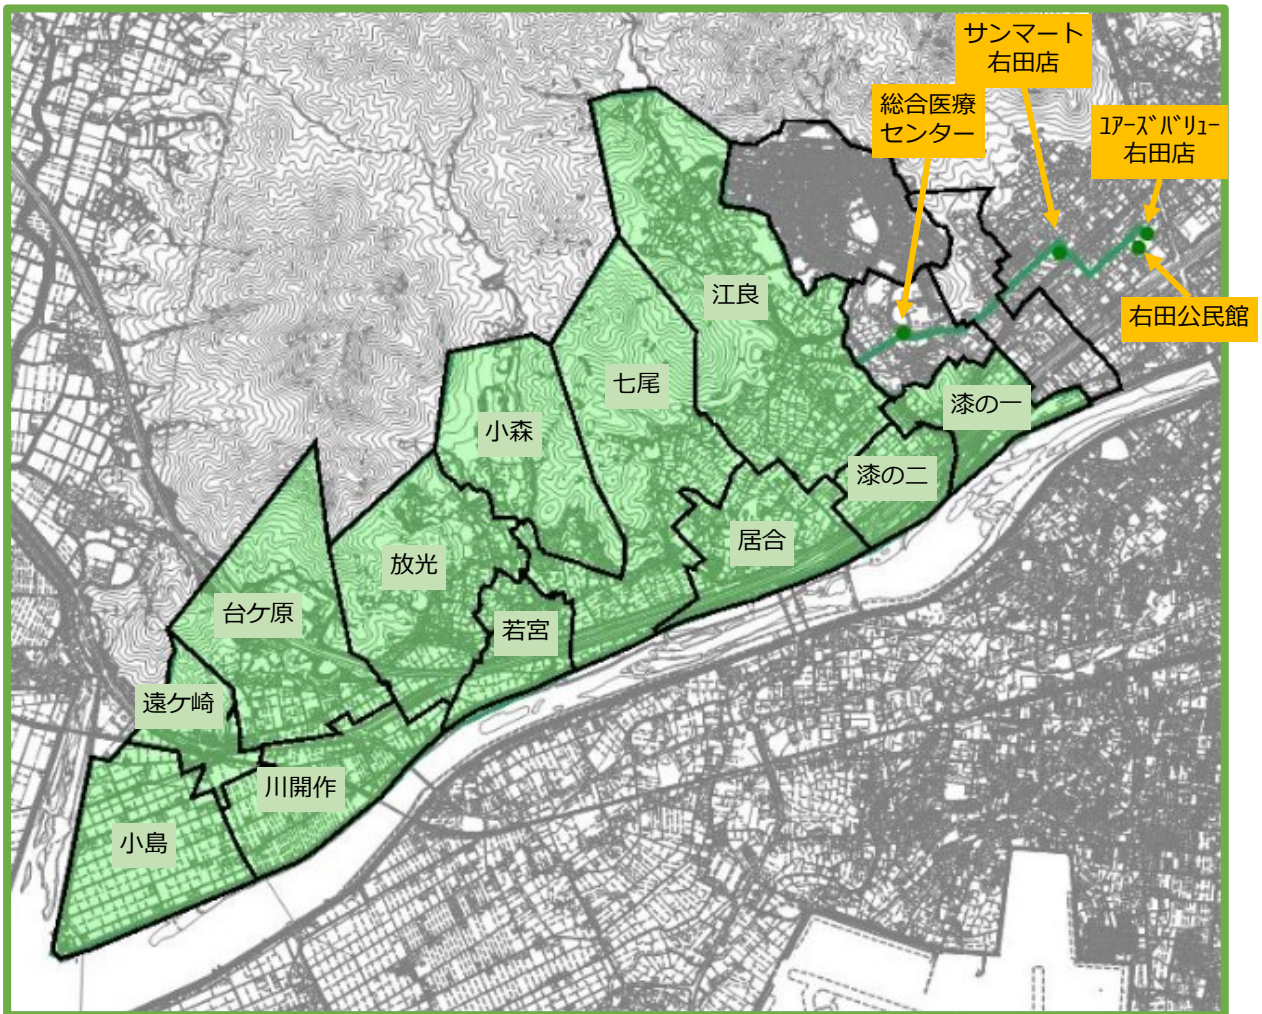 サンマート
右田店
総合医療
センター
ﾕｱｰｽﾞﾊﾞﾘｭｰ
右田店
江良
右田公民館
七尾
小森
漆の一
漆の二
居合
放光
台ケ原
若宮
遠ケ崎
川開作
小島